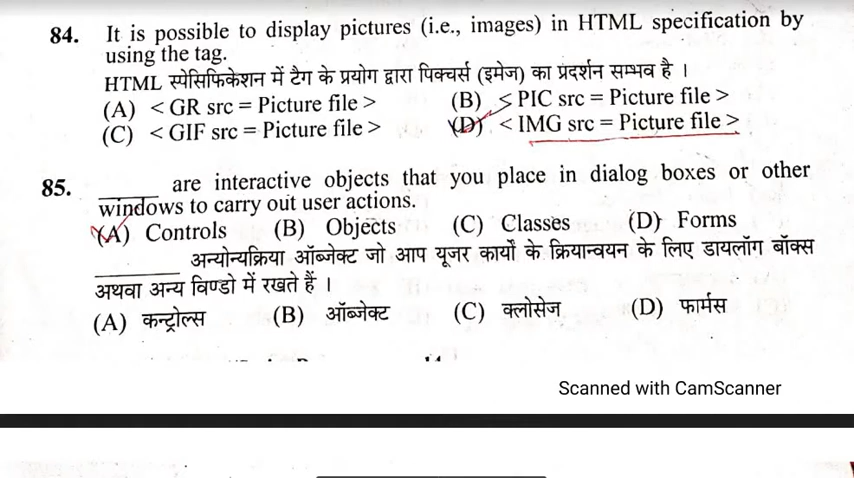 84. It is possible to display pictures (i.e., images) in HTML specification by
using the tag.
HTML स्पेसिफिकेशन में टैग के प्रयोग द्वारा पिक्चर्स (इमेज) का प्रदर्शन सम्भव है ।
(A) < GR src = Picture file > (B) < PIC src = Picture file >
(C) < GIF src = Picture file > (D) < IMG src = Picture file >
85. ______ are interactive objects that you place in dialog boxes or other
windows to carry out user actions.
(A) Controls (B) Objects (C) Classes (D) Forms
______ अन्योन्यक्रिया ऑब्जेक्ट जो आप यूजर कार्यों के क्रियान्वयन के लिए डायलॉग बॉक्स
अथवा अन्य विण्डो में रखते हैं ।
(A) कन्ट्रोल्स (B) ऑब्जेक्ट (C) क्लोसेज (D) फार्मस
Scanned with CamScanner